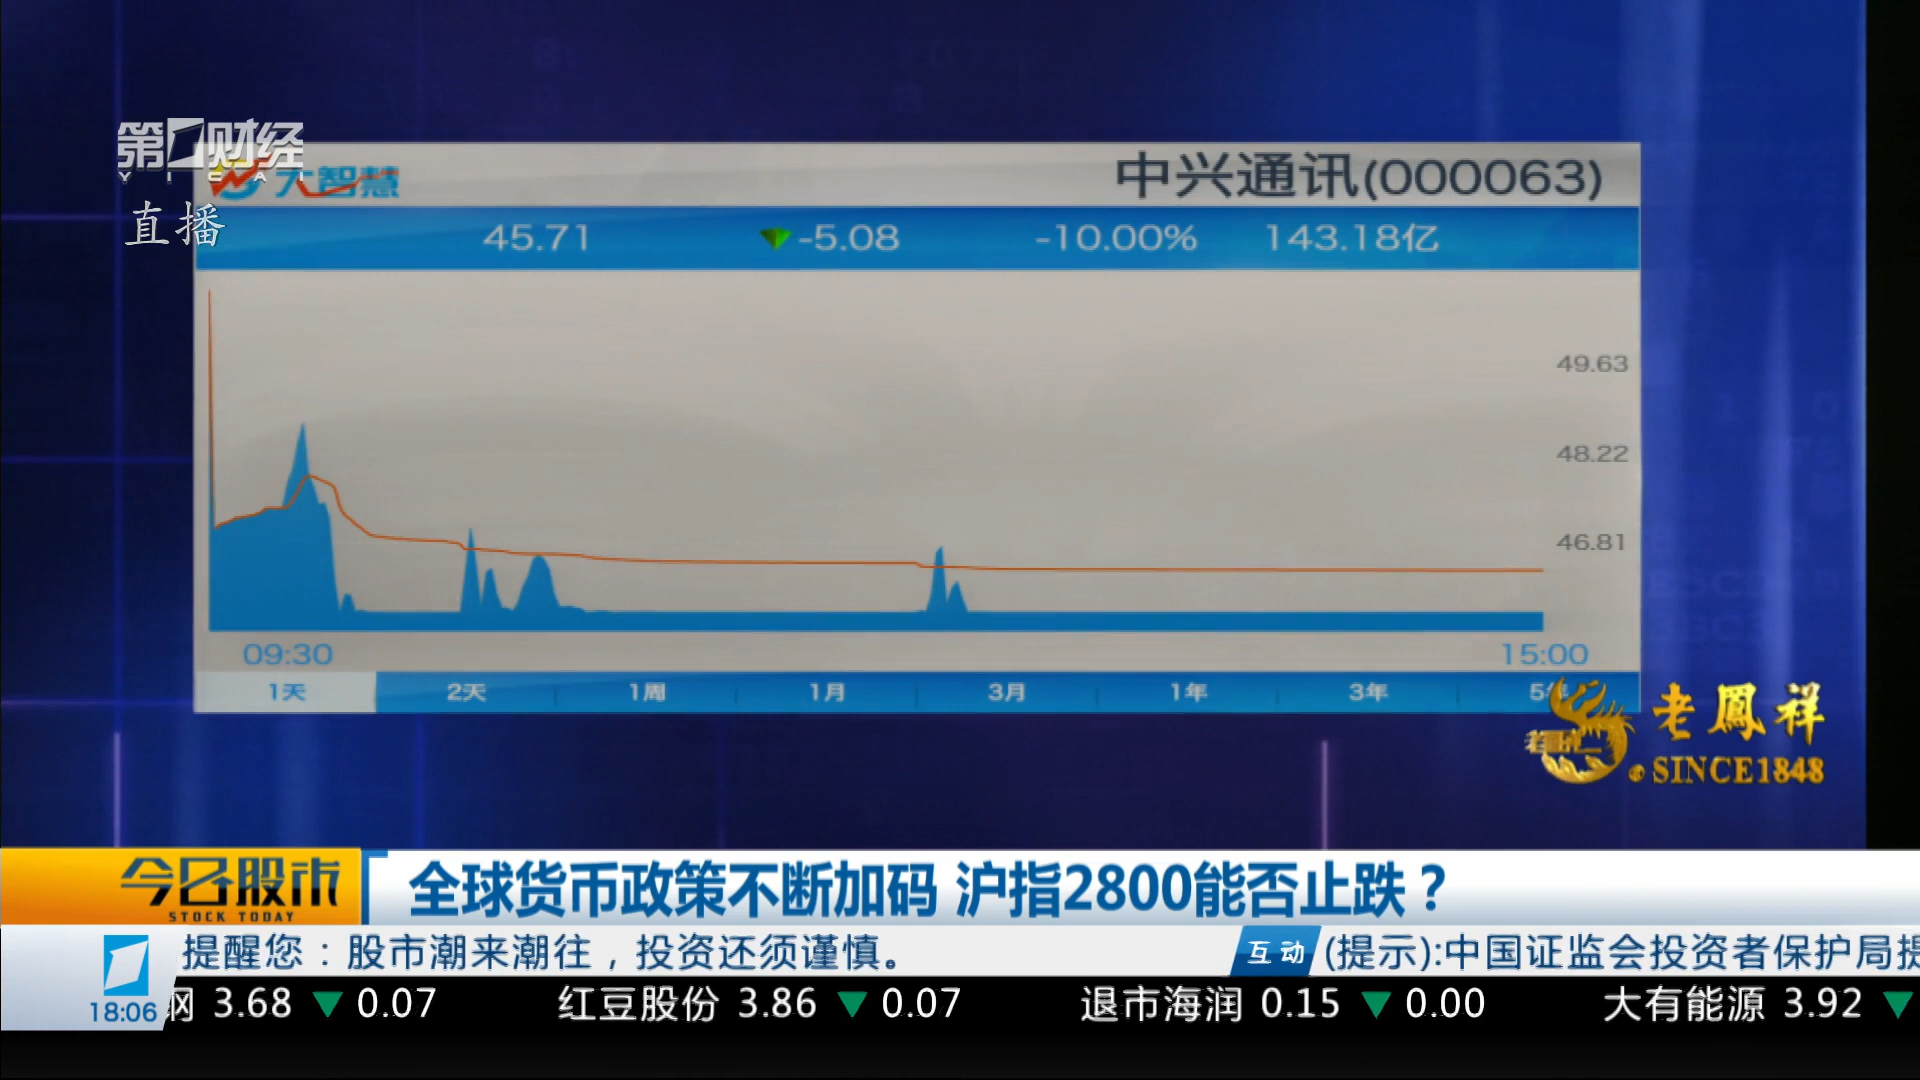 第1财经
YICAI
直播
大智慧
中兴通讯(000063)
45.71 -5.08 -10.00% 143.18亿
49.63
48.22
46.81
09:30 15:00
1天 2天 1周 1月 3月 1年 3年 5年
老鳳祥
SINCE1848
今日股市
STOCK TODAY
全球货币政策不断加码 沪指2800能否止跌？
提醒您：股市潮来潮往，投资还须谨慎。 互动 (提示):中国证监会投资者保护局提
18:06 钢 3.68 ▼ 0.07 红豆股份 3.86 ▼ 0.07 退市海润 0.15 ▼ 0.00 大有能源 3.92 ▼